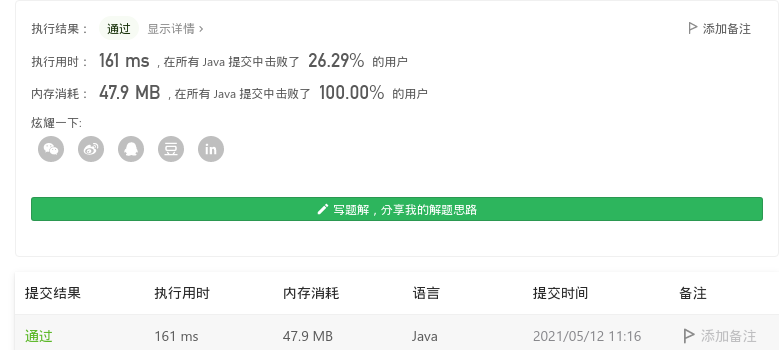 执行结果： 通过 显示详情 › 添加备注
执行用时： 161 ms , 在所有 Java 提交中击败了 26.29% 的用户
内存消耗： 47.9 MB , 在所有 Java 提交中击败了 100.00% 的用户
炫耀一下:
豆 in
写题解，分享我的解题思路
提交结果 执行用时 内存消耗 语言 提交时间 备注
通过 161 ms 47.9 MB Java 2021/05/12 11:16 添加备注